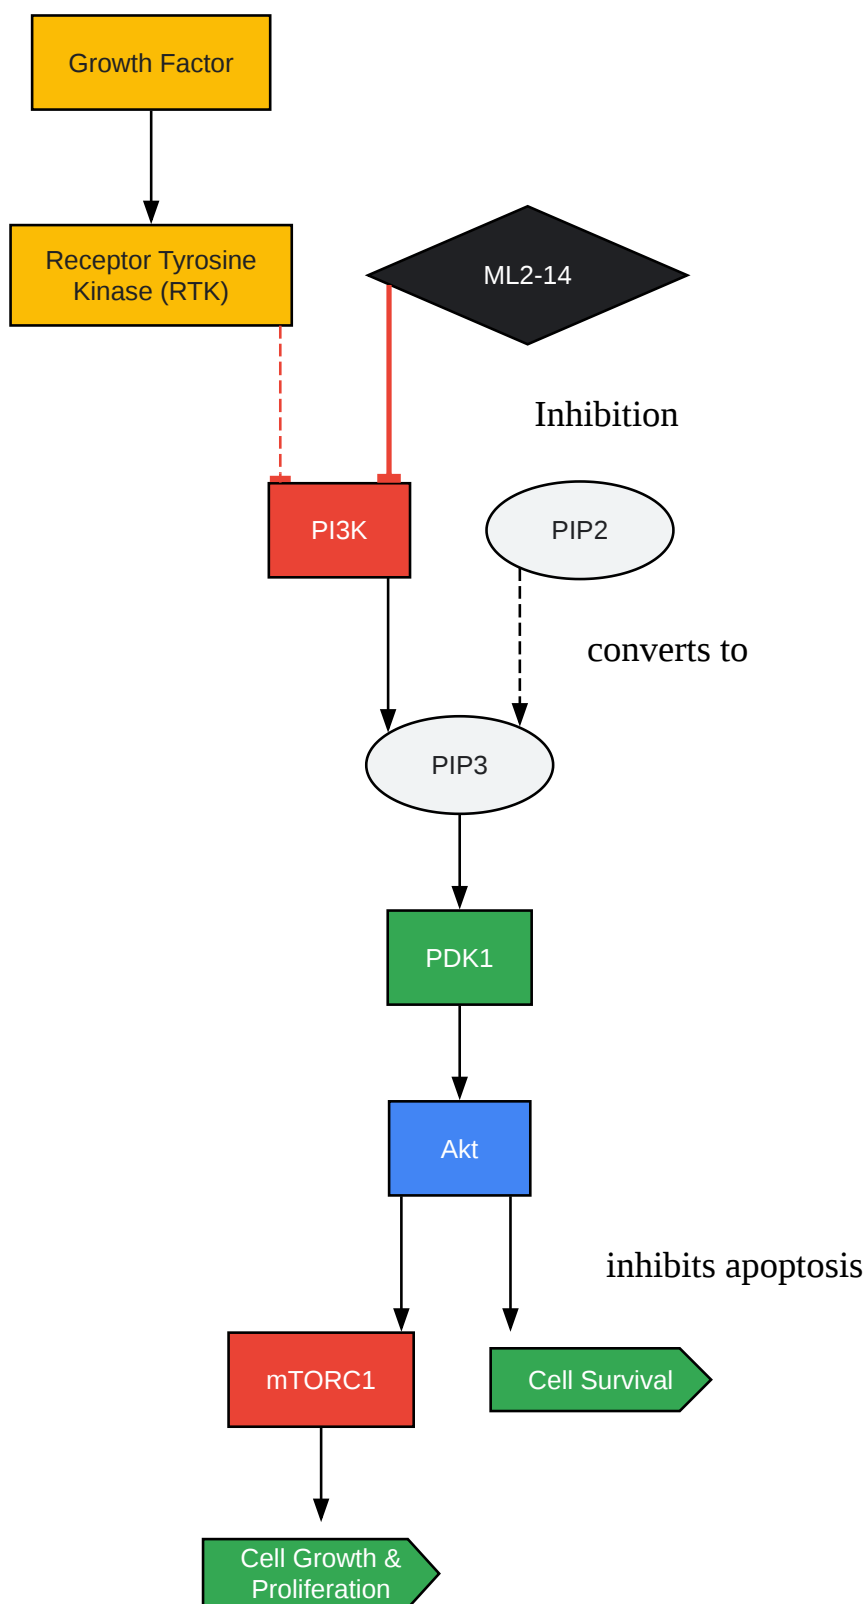 Growth Factor
Receptor Tyrosine
Kinase (RTK)
ML2-14
Inhibition
PI3K
PIP2
converts to
PIP3
PDK1
Akt
inhibits apoptosis
mTORC1
Cell Survival
Cell Growth &
Proliferation